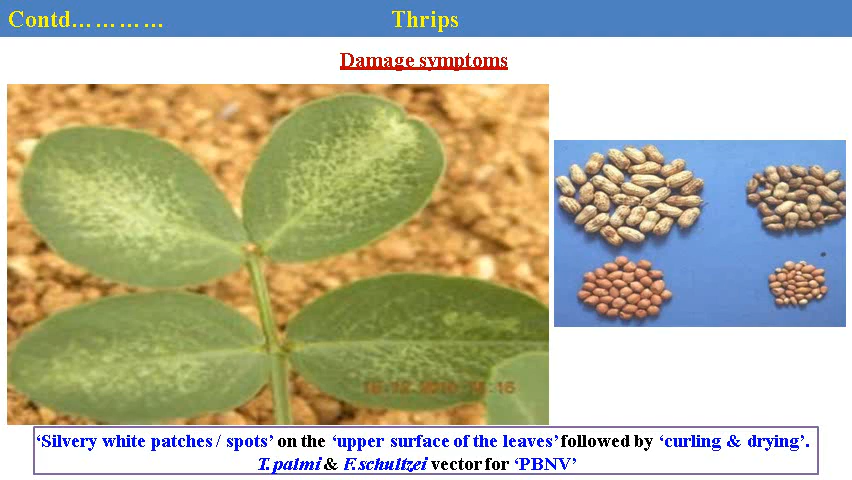 Contd………… Thrips
Damage symptoms
‘Silvery white patches / spots’ on the ‘upper surface of the leaves’ followed by ‘curling & drying’.
T. palmi & F. schultzei vector for ‘PBNV’